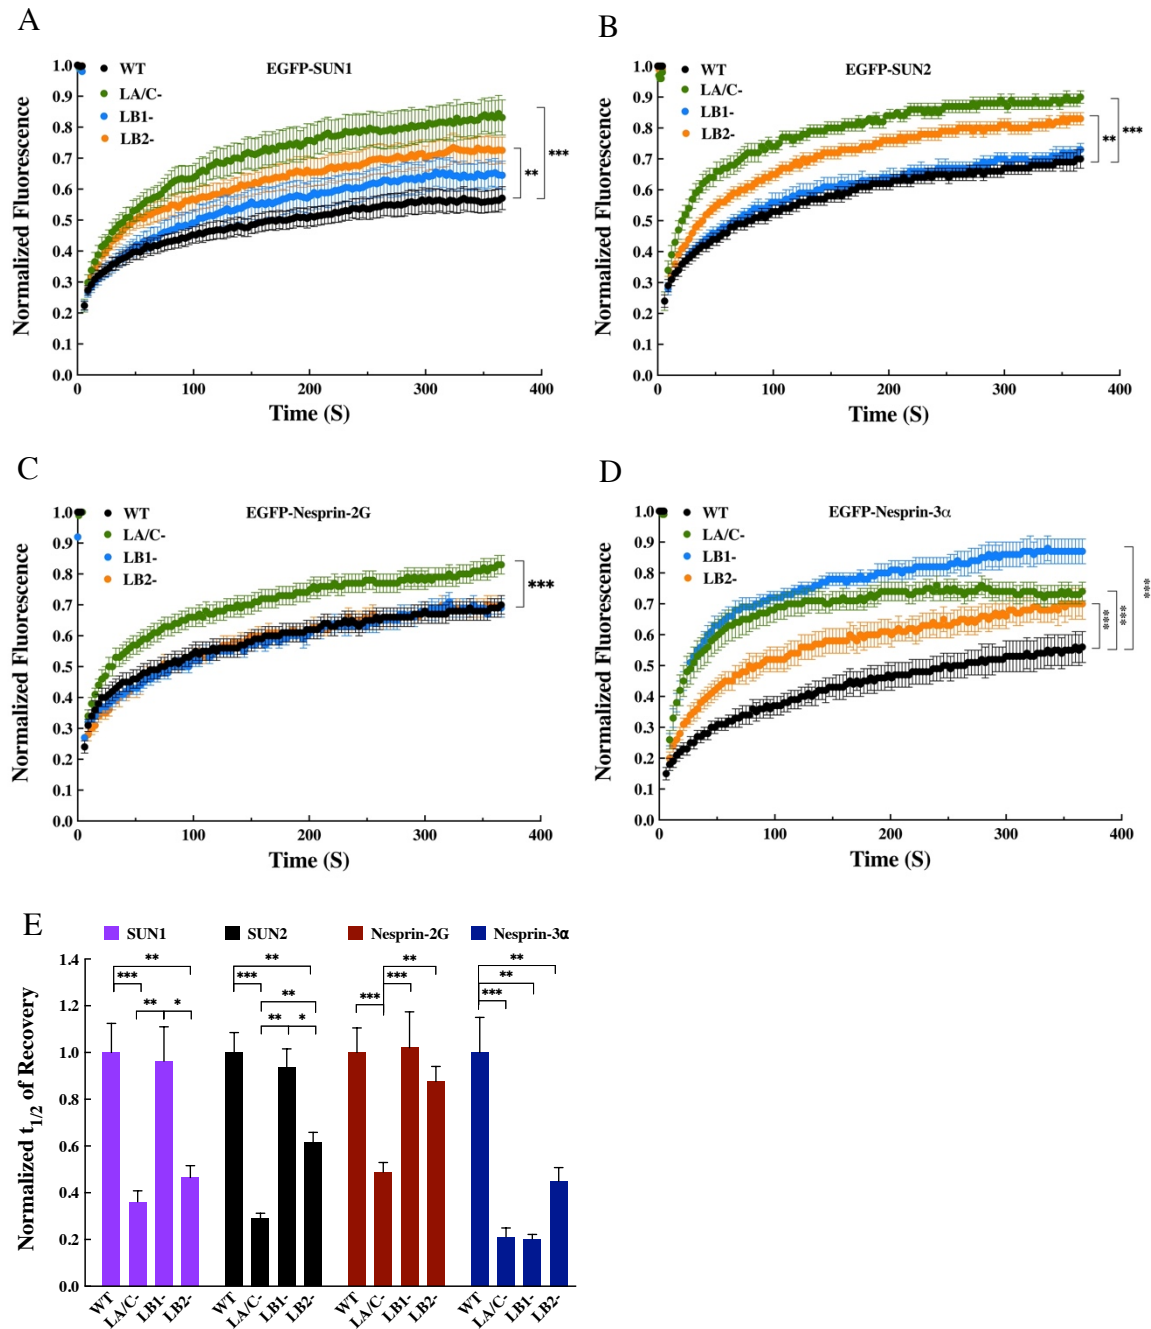 A
EGFP-SUN1
WT
LA/C-
LB1-
LB2-
1.0
0.9
0.8
0.7
0.6
0.5
0.4
0.3
0.2
0.1
0.0
0 100 200 300 400
Normalized Fluorescence
Time (S)
**
***
B
EGFP-SUN2
WT
LA/C-
LB1-
LB2-
1.0
0.9
0.8
0.7
0.6
0.5
0.4
0.3
0.2
0.1
0.0
0 100 200 300 400
Normalized Fluorescence
Time (S)
**
***
C
EGFP-Nesprin-2G
WT
LA/C-
LB1-
LB2-
1.0
0.9
0.8
0.7
0.6
0.5
0.4
0.3
0.2
0.1
0.0
0 100 200 300 400
Normalized Fluorescence
Time (S)
***
D
EGFP-Nesprin-3α
WT
LA/C-
LB1-
LB2-
1.0
0.9
0.8
0.7
0.6
0.5
0.4
0.3
0.2
0.1
0.0
0 100 200 300 400
Normalized Fluorescence
Time (S)
***
***
***
E
SUN1 SUN2 Nesprin-2G Nesprin-3α
1.4
1.2
1.0
0.8
0.6
0.4
0.2
0.0
Normalized t1/2 of Recovery
** ** ** **
*** *** *** **
** * ** *** ***
** *
WT LA/C- LB1- LB2- WT LA/C- LB1- LB2- WT LA/C- LB1- LB2- WT LA/C- LB1- LB2-